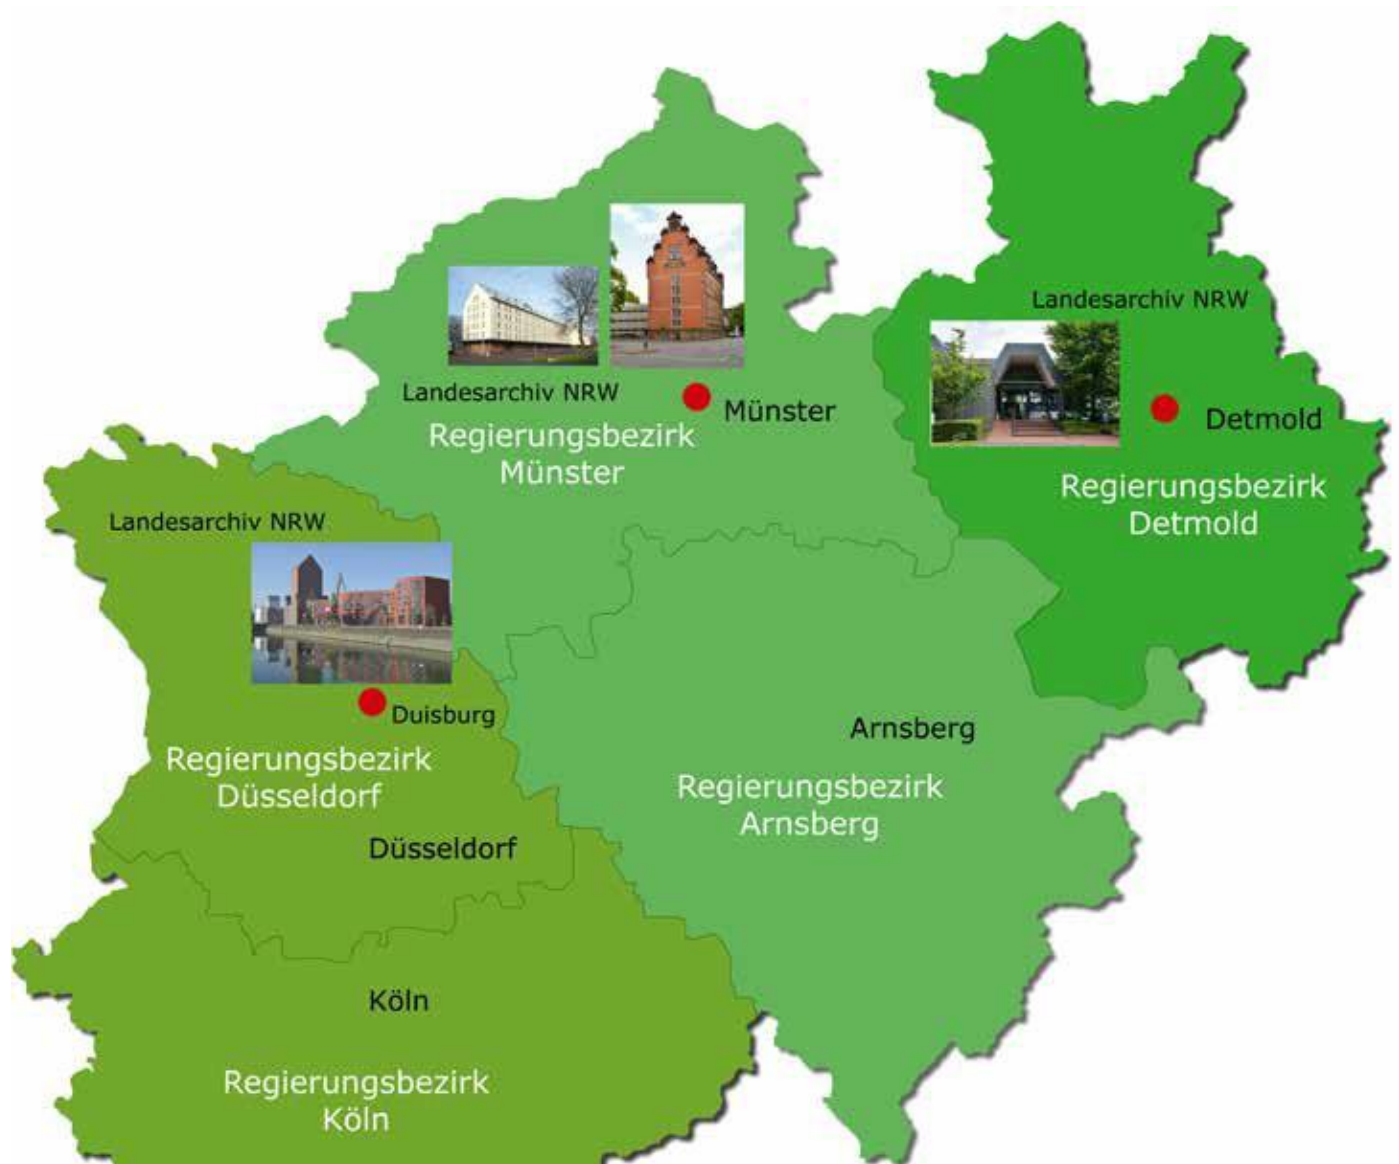 Landesarchiv NRW
Landesarchiv NRW
Münster
Detmold
Regierungsbezirk
Münster
Regierungsbezirk
Detmold
Landesarchiv NRW
Duisburg
Arnsberg
Regierungsbezirk
Düsseldorf
Regierungsbezirk
Arnsberg
Düsseldorf
Köln
Regierungsbezirk
Köln